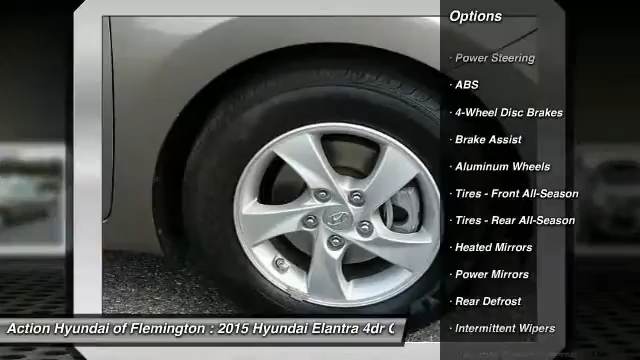 Options
· Power Steering
· ABS
· 4-Wheel Disc Brakes
· Brake Assist
· Aluminum Wheels
· Tires - Front All-Season
· Tires - Rear All-Season
· Heated Mirrors
· Power Mirrors
· Rear Defrost
· Intermittent Wipers
Action Hyundai of Flemington : 2015 Hyundai Elantra 4dr